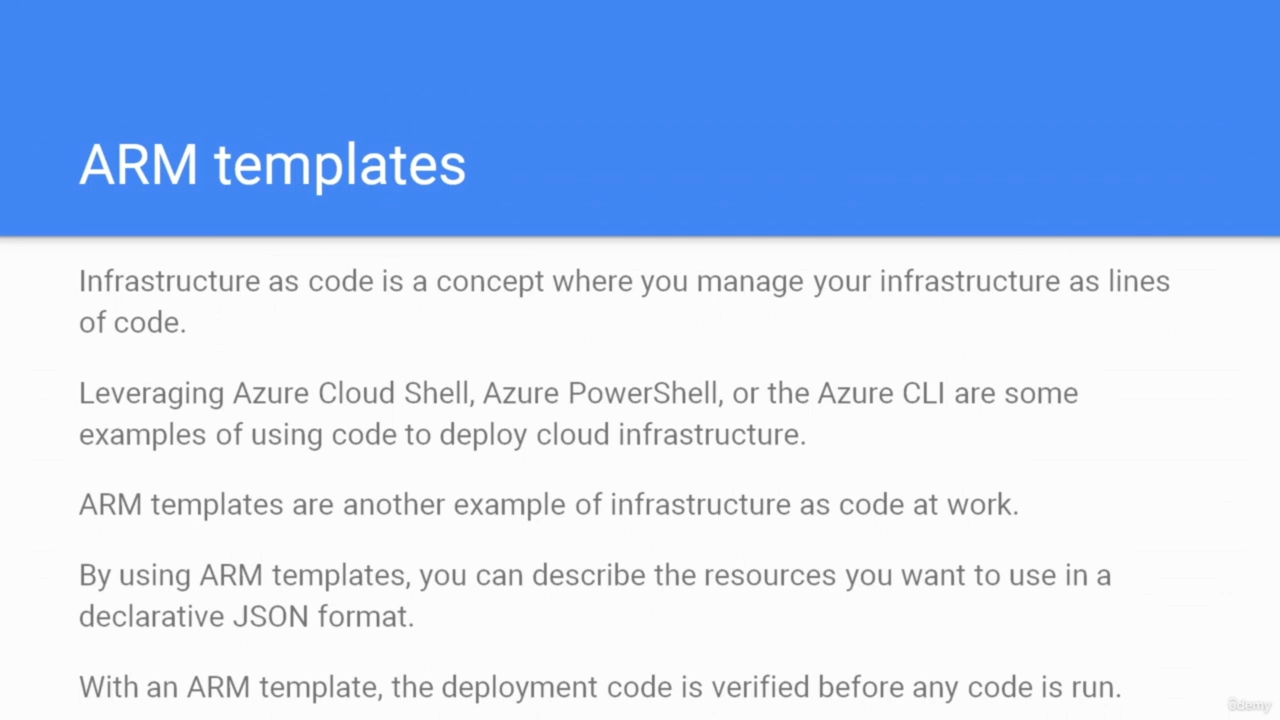 ARM templates
Infrastructure as code is a concept where you manage your infrastructure as lines
of code.
Leveraging Azure Cloud Shell, Azure PowerShell, or the Azure CLI are some
examples of using code to deploy cloud infrastructure.
ARM templates are another example of infrastructure as code at work.
By using ARM templates, you can describe the resources you want to use in a
declarative JSON format.
With an ARM template, the deployment code is verified before any code is run.
ûdemy